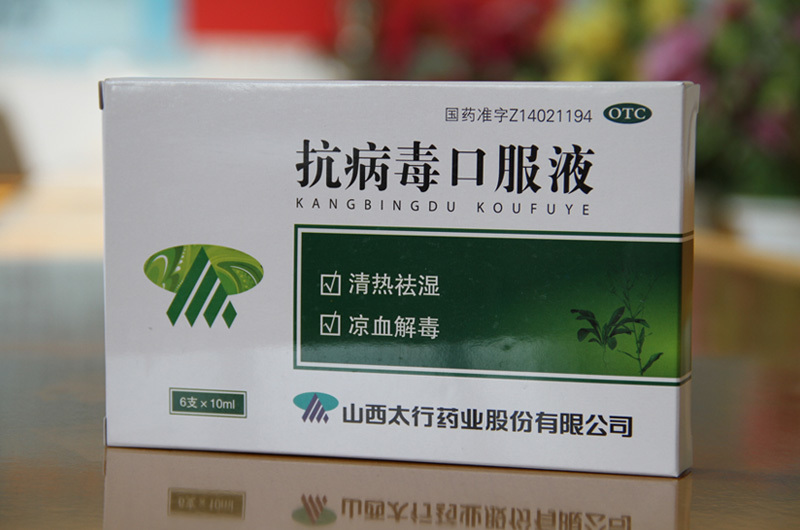 国药准字Z14021194 OTC
抗病毒口服液
KANGBINGDU KOUFUYE
☑ 清热祛湿
☑ 凉血解毒
6支×10ml
山西太行药业股份有限公司